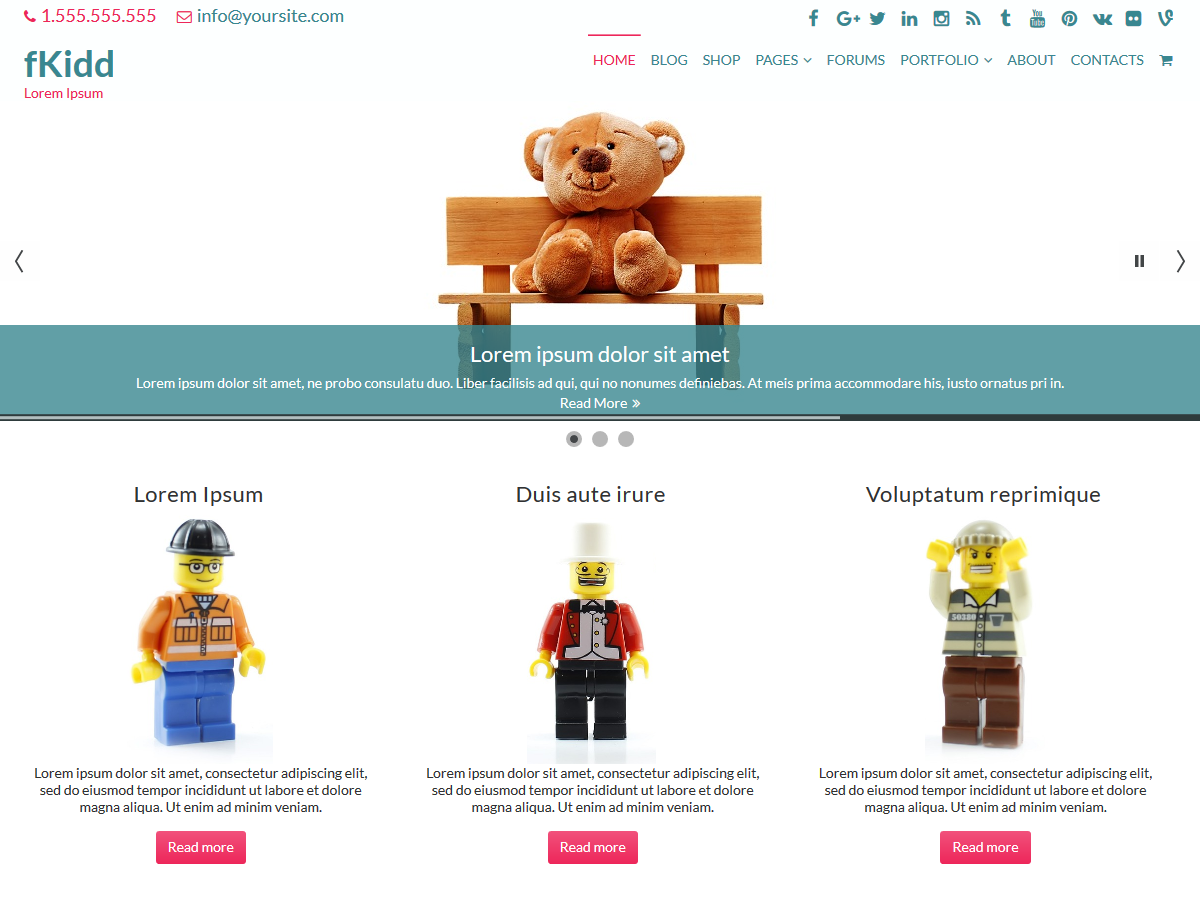 1.555.555.555 info@yoursite.com
You Tube
fKidd
Lorem Ipsum
HOME BLOG SHOP PAGES FORUMS PORTFOLIO ABOUT CONTACTS
Lorem ipsum dolor sit amet
Lorem ipsum dolor sit amet, ne probo consulatu duo. Liber facilisis ad qui, qui no nonumes definiebas. At meis prima accommodare his, iusto ornatus pri in.
Read More »
Lorem Ipsum
Duis aute irure
Voluptatum reprimique
50380
Lorem ipsum dolor sit amet, consectetur adipiscing elit,
sed do eiusmod tempor incididunt ut labore et dolore
magna aliqua. Ut enim ad minim veniam.
Read more
Lorem ipsum dolor sit amet, consectetur adipiscing elit,
sed do eiusmod tempor incididunt ut labore et dolore
magna aliqua. Ut enim ad minim veniam.
Read more
Lorem ipsum dolor sit amet, consectetur adipiscing elit,
sed do eiusmod tempor incididunt ut labore et dolore
magna aliqua. Ut enim ad minim veniam.
Read more